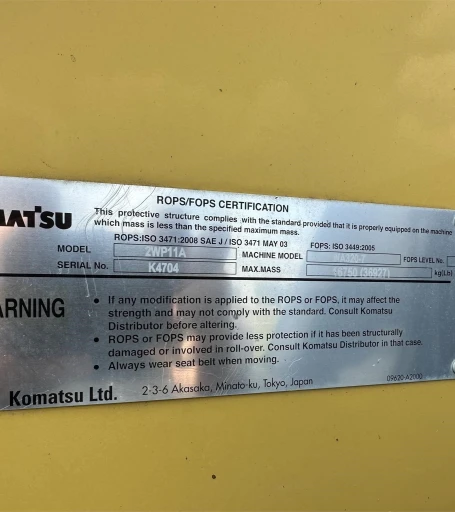 ROPS/FOPS CERTIFICATION
MATSU
This protective structure complies with the standard provided that it is properly equipped on the machine
which mass is less than the specified maximum mass.
ROPS:ISO 3471:2008 SAE J / ISO 3471 MAY 03 FOPS: ISO 3449:2005
MODEL 2WP11A MACHINE MODEL FOPS LEVEL No.
SERIAL No. K4704 MAX.MASS kg(Lb)
ARNING
• If any modification is applied to the ROPS or FOPS, it may affect the
strength and may not comply with the standard. Consult Komatsu
Distributor before altering.
• ROPS or FOPS may provide less protection if it has been structurally
damaged or involved in roll-over. Consult Komatsu Distributor in that case.
• Always wear seat belt when moving.
Komatsu Ltd. 2-3-6 Akasaka, Minato-ku, Tokyo, Japan 09620-A2000